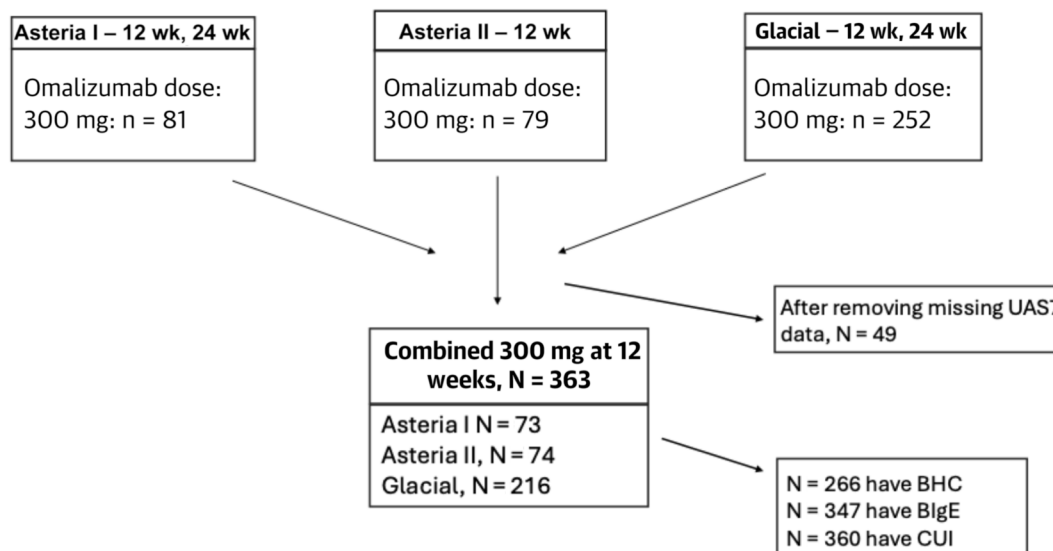 Asteria I – 12 wk, 24 wk
Omalizumab dose:
300 mg: n = 81
Asteria II – 12 wk
Omalizumab dose:
300 mg: n = 79
Glacial – 12 wk, 24 wk
Omalizumab dose:
300 mg: n = 252
After removing missing UAS7
data, N = 49
Combined 300 mg at 12
weeks, N = 363
Asteria I N = 73
Asteria II, N = 74
Glacial, N = 216
N = 266 have BHC
N = 347 have BIgE
N = 360 have CUI